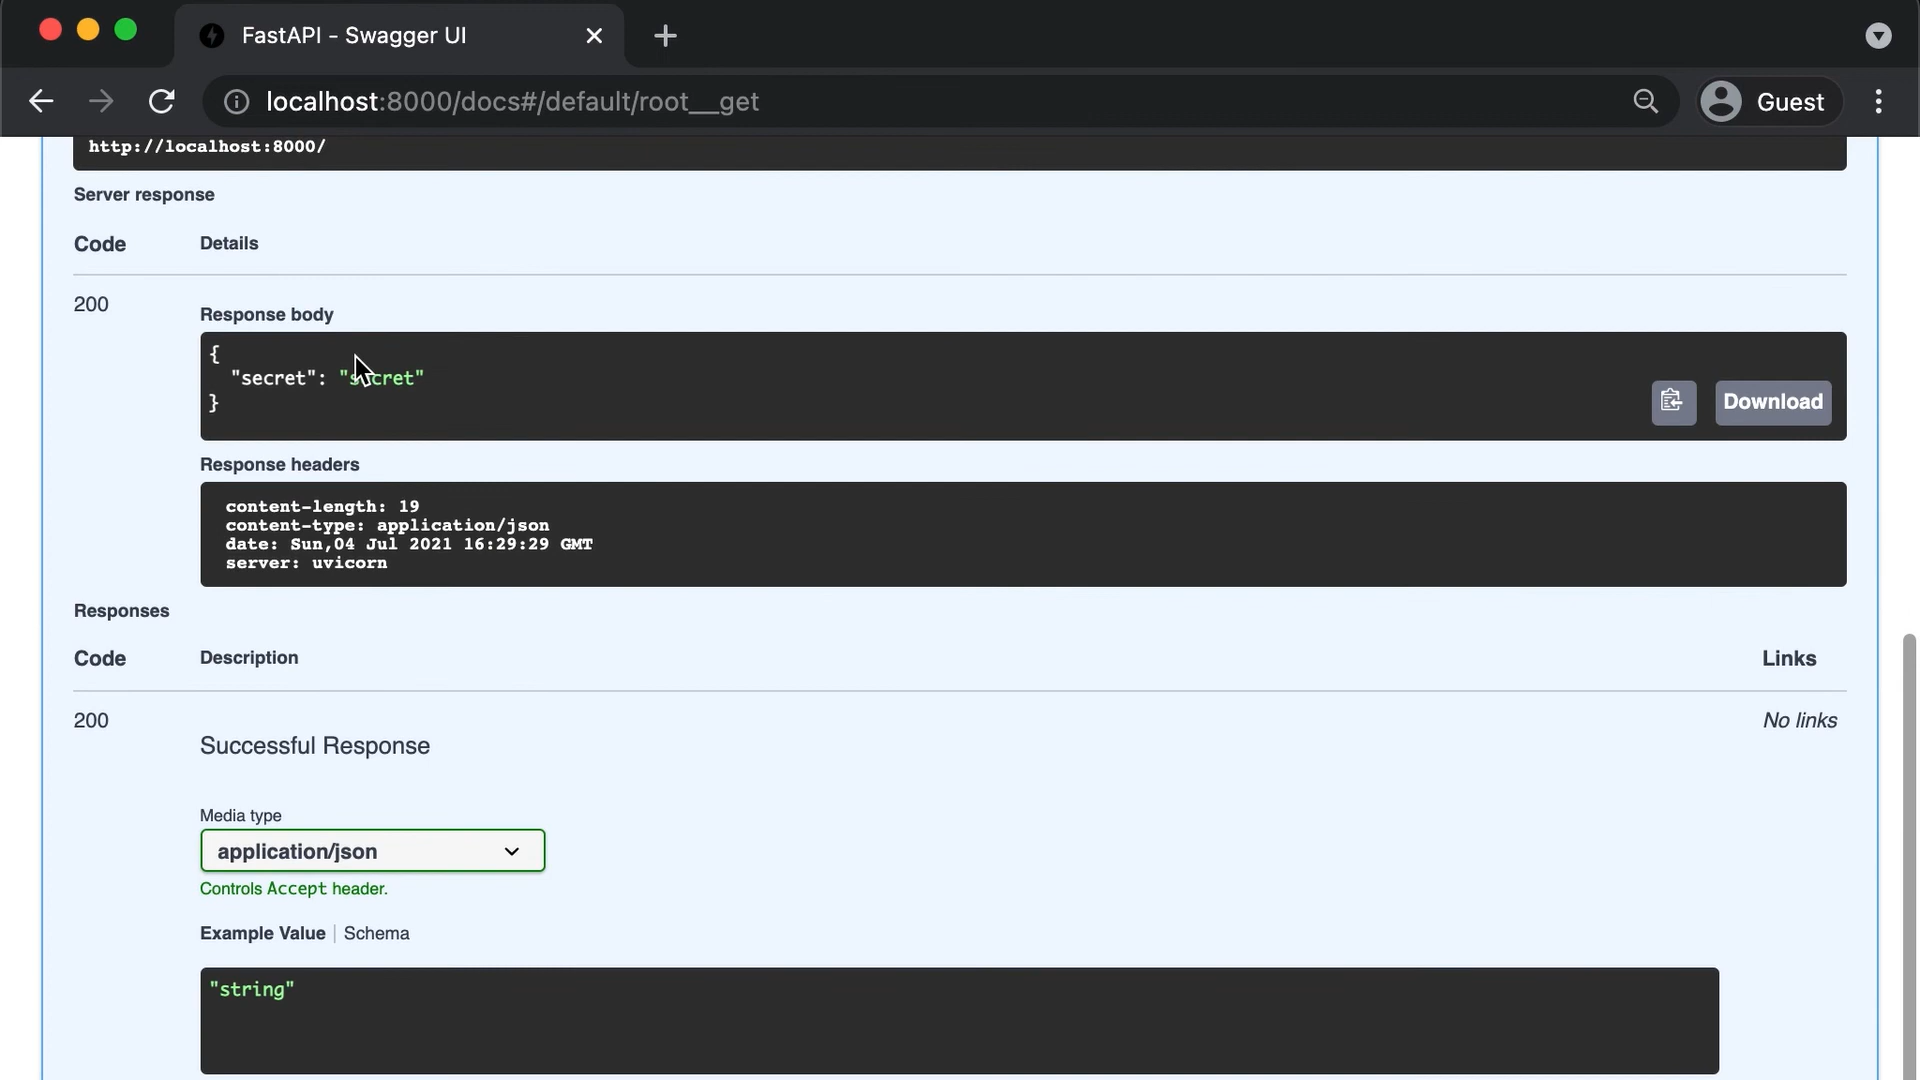 FastAPI - Swagger UI
localhost:8000/docs#/default/root__get
Guest
http://localhost:8000/
Server response
Code Details
200
Response body
{
"secret": "secret"
}
Download
Response headers
content-length: 19
content-type: application/json
date: Sun,04 Jul 2021 16:29:29 GMT
server: uvicorn
Responses
Code Description Links
200 No links
Successful Response
Media type
application/json
Controls Accept header.
Example Value | Schema
"string"